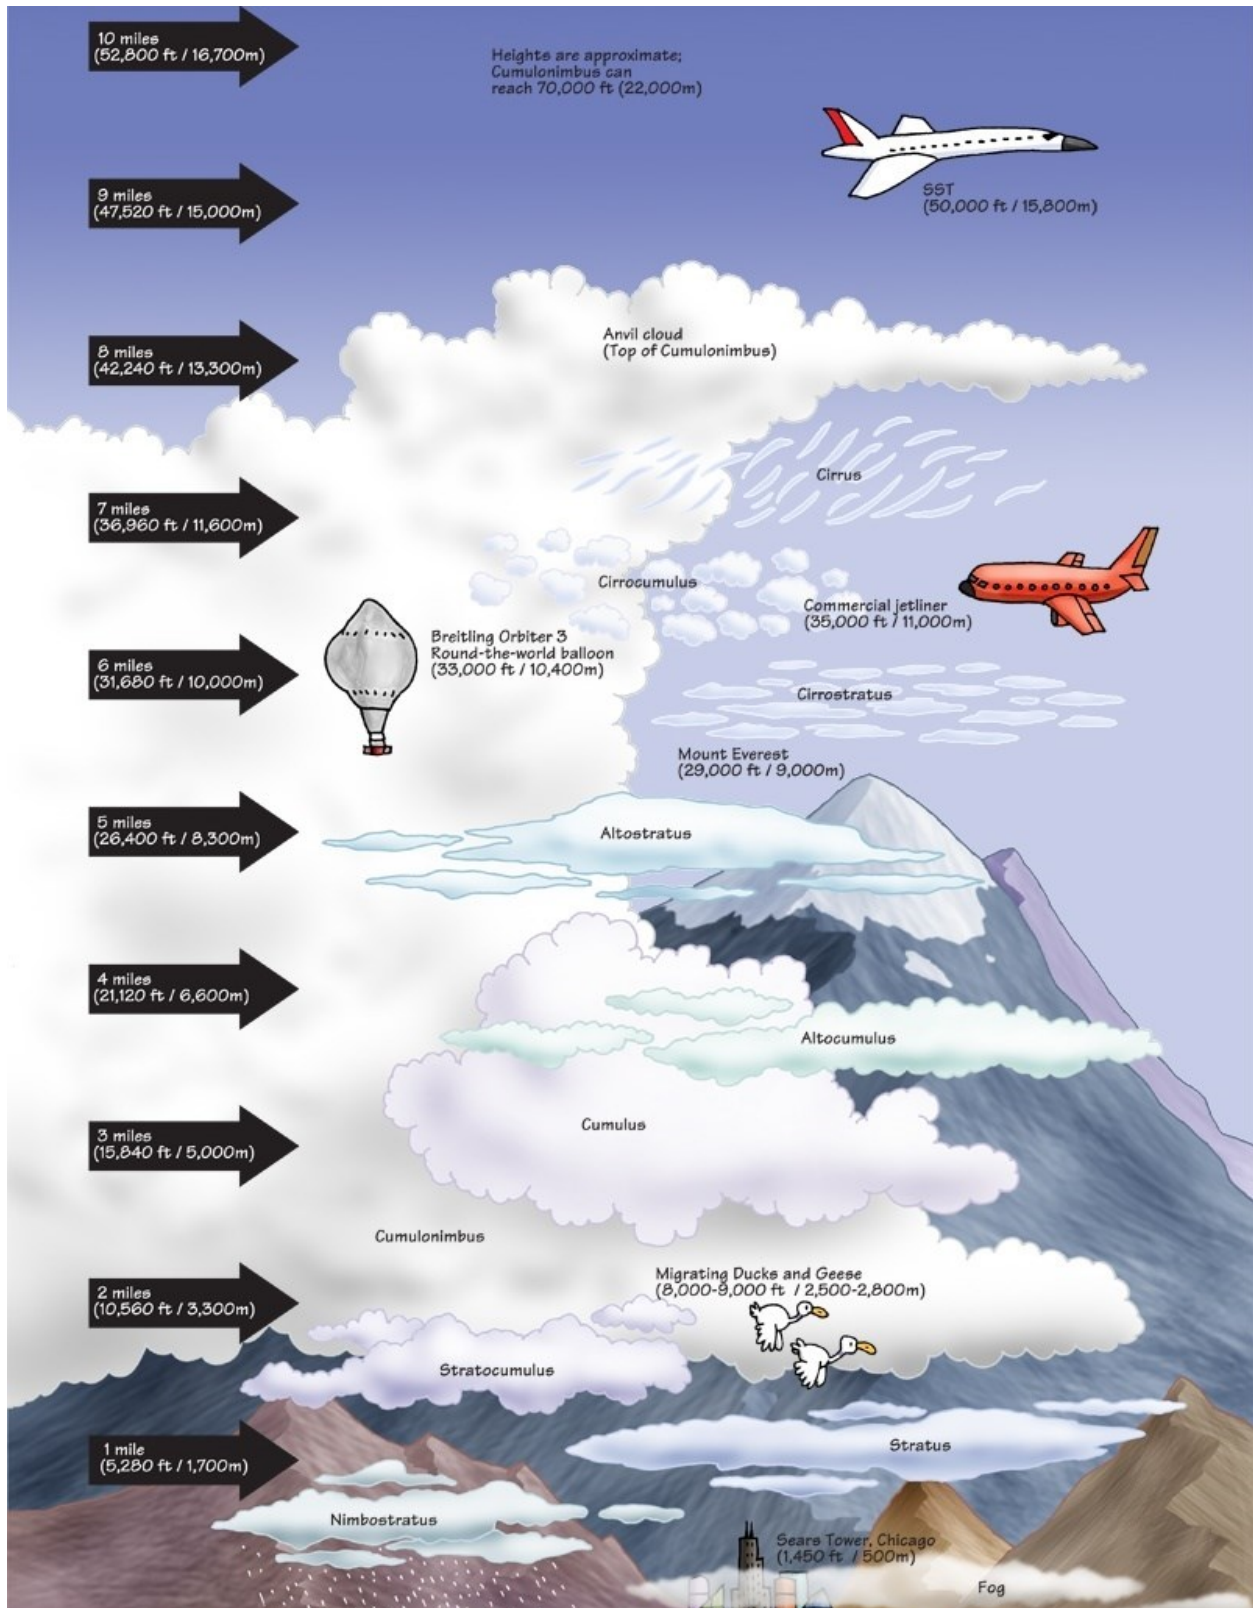 10 miles
(52,800 ft / 16,700m)
Heights are approximate;
Cumulonimbus can
reach 70,000 ft (22,000m)
9 miles
(47,520 ft / 15,000m)
SST
(50,000 ft / 15,800m)
Anvil cloud
(Top of Cumulonimbus)
8 miles
(42,240 ft / 13,300m)
Cirrus
7 miles
(36,960 ft / 11,600m)
Cirrocumulus
Commercial jetliner
(35,000 ft / 11,000m)
Breitling Orbiter 3
Round-the-world balloon
(33,000 ft / 10,400m)
6 miles
(31,680 ft / 10,000m)
Cirrostratus
Mount Everest
(29,000 ft / 9,000m)
5 miles
(26,400 ft / 8,300m)
Altostratus
4 miles
(21,120 ft / 6,600m)
Altocumulus
Cumulus
3 miles
(15,840 ft / 5,000m)
Cumulonimbus
Migrating Ducks and Geese
(8,000-9,000 ft / 2,500-2,800m)
2 miles
(10,560 ft / 3,300m)
Stratocumulus
Stratus
1 mile
(5,280 ft / 1,700m)
Nimbostratus
Sears Tower, Chicago
(1,450 ft / 500m)
Fog